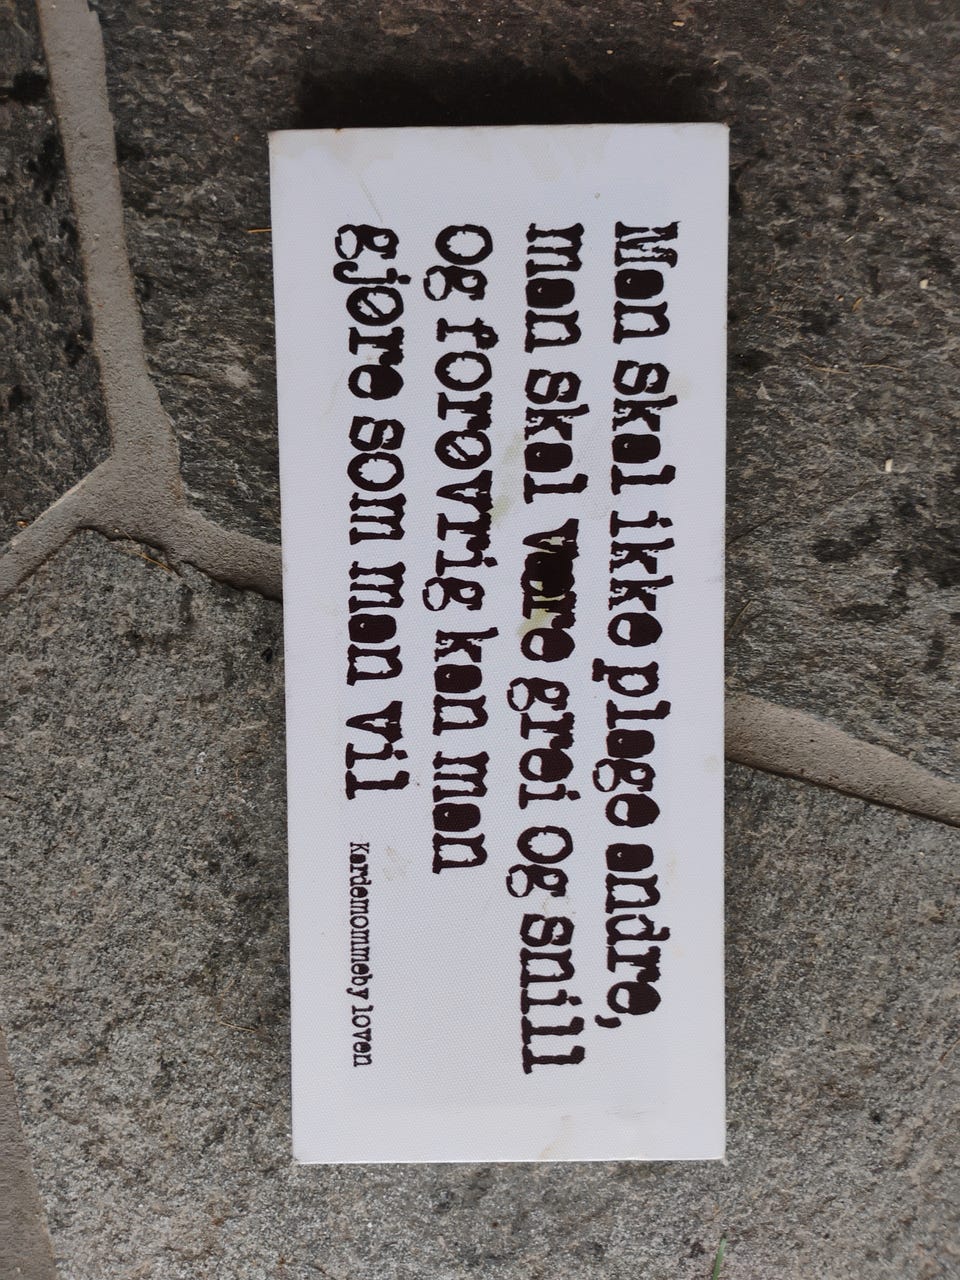 Man skal ikke plage andre,
man skal være grei og snill
og forøvrig kan man
gjøre som man vil
Kardemommeby loven